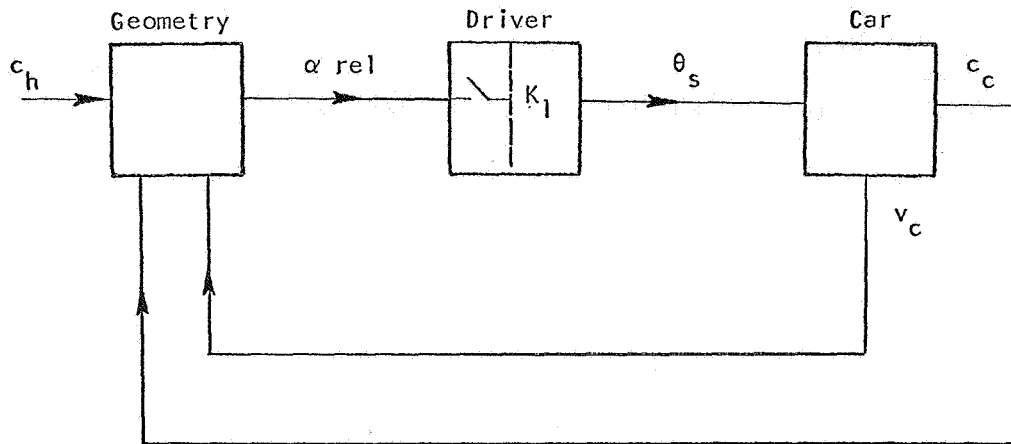 Geometry
Driver
Car
c_h
α rel
K_1
θ_s
c_c
v_c